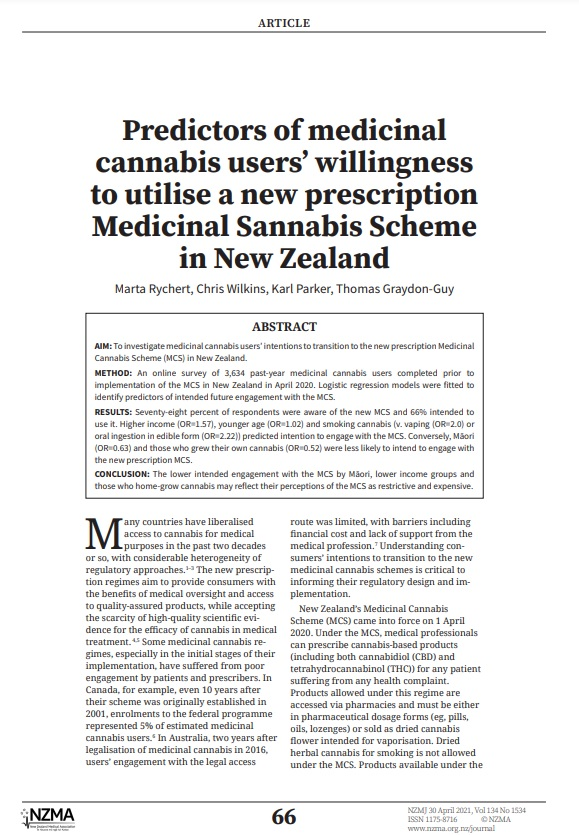 ARTICLE
Predictors of medicinal
cannabis users’ willingness
to utilise a new prescription
Medicinal Sannabis Scheme
in New Zealand
Marta Rychert, Chris Wilkins, Karl Parker, Thomas Graydon-Guy
ABSTRACT
AIM: To investigate medicinal cannabis users’ intentions to transition to the new prescription Medicinal
Cannabis Scheme (MCS) in New Zealand.
METHOD: An online survey of 3,634 past-year medicinal cannabis users completed prior to
implementation of the MCS in New Zealand in April 2020. Logistic regression models were fitted to
identify predictors of intended future engagement with the MCS.
RESULTS: Seventy-eight percent of respondents were aware of the new MCS and 66% intended to
use it. Higher income (OR=1.57), younger age (OR=1.02) and smoking cannabis (v. vaping (OR=2.0) or
oral ingestion in edible form (OR=2.22)) predicted intention to engage with the MCS. Conversely, Māori
(OR=0.63) and those who grew their own cannabis (OR=0.52) were less likely to intend to engage with
the new prescription MCS.
CONCLUSION: The lower intended engagement with the MCS by Māori, lower income groups and
those who home-grow cannabis may reflect their perceptions of the MCS as restrictive and expensive.
Many countries have liberalised
access to cannabis for medical
purposes in the past two decades
or so, with considerable heterogeneity of
regulatory approaches.1–3 The new prescrip-
tion regimes aim to provide consumers with
the benefits of medical oversight and access
to quality-assured products, while accepting
the scarcity of high-quality scientific evi-
dence for the efficacy of cannabis in medical
treatment.4,5 Some medicinal cannabis re-
gimes, especially in the initial stages of their
implementation, have suffered from poor
engagement by patients and prescribers. In
Canada, for example, even 10 years after
their scheme was originally established in
2001, enrolments to the federal programme
represented 5% of estimated medicinal
cannabis users.6 In Australia, two years after
legalisation of medicinal cannabis in 2016,
users’ engagement with the legal access
route was limited, with barriers including
financial cost and lack of support from the
medical profession.7 Understanding con-
sumers’ intentions to transition to the new
medicinal cannabis schemes is critical to
informing their regulatory design and im-
plementation.
New Zealand’s Medicinal Cannabis
Scheme (MCS) came into force on 1 April
2020. Under the MCS, medical professionals
can prescribe cannabis-based products
(including both cannabidiol (CBD) and
tetrahydrocannabinol (THC)) for any patient
suffering from any health complaint.
Products allowed under this regime are
accessed via pharmacies and must be either
in pharmaceutical dosage forms (eg, pills,
oils, lozenges) or sold as dried cannabis
flower intended for vaporisation. Dried
herbal cannabis for smoking is not allowed
under the MCS. Products available under the
NZMA
66
NZMJ 30 April 2021, Vol 134 No 1534
ISSN 1175-8716 © NZMA
www.nzma.org.nz/journal